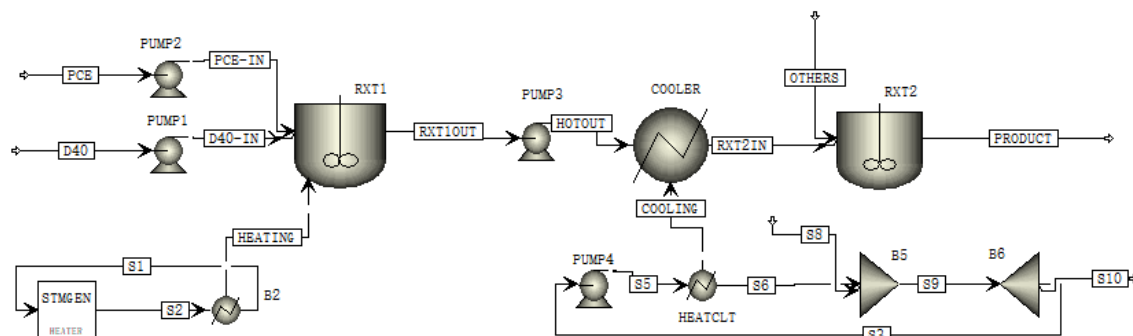 PUMP2
PCE-IN
PCE
RXT1
COOLER
OTHERS
RXT2
PUMP1
PUMP3
HOTOUT
D40
D40-IN
RXT1OUT
RXT2IN
PRODUCT
COOLING
HEATING
S8
B5
B6
S1
PUMP4
S5
S6
S9
S10
STMGEN
S2
B2
HEATCLT
HEATER
S3